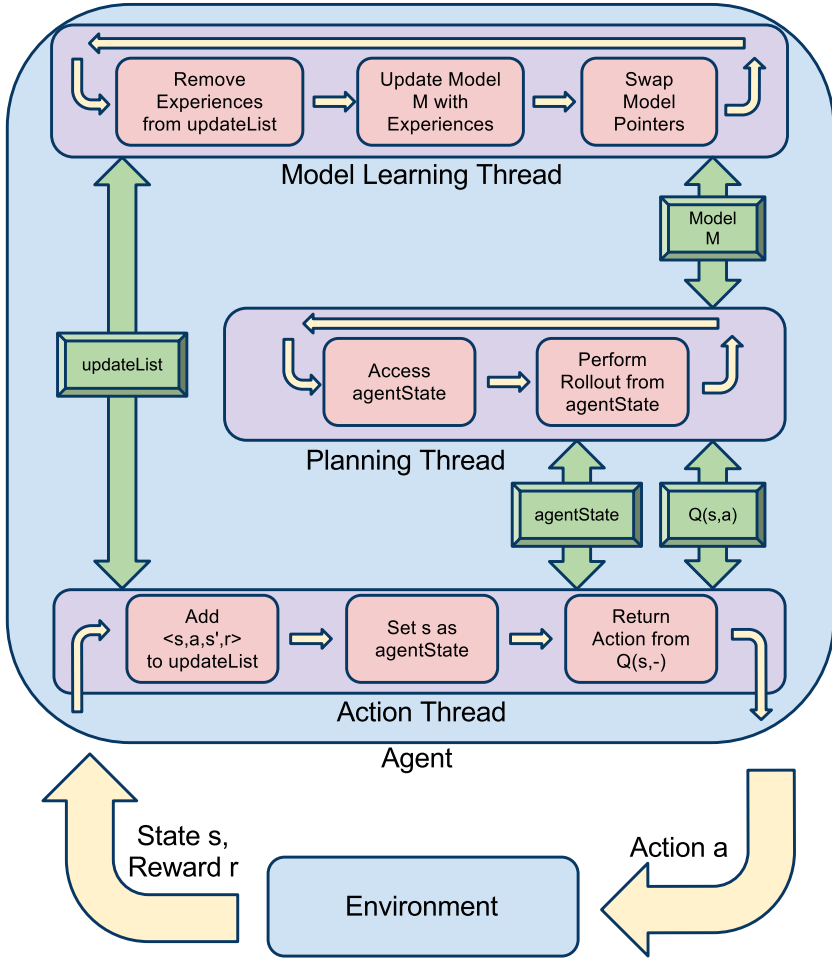 Remove
Experiences
from updateList
Update Model
M with
Experiences
Swap
Model
Pointers
Model Learning Thread
Model
M
updateList
Access
agentState
Perform
Rollout from
agentState
Planning Thread
agentState
Q(s,a)
Add
<s,a,s',r>
to updateList
Set s as
agentState
Return
Action from
Q(s,-)
Action Thread
Agent
State s,
Reward r
Action a
Environment